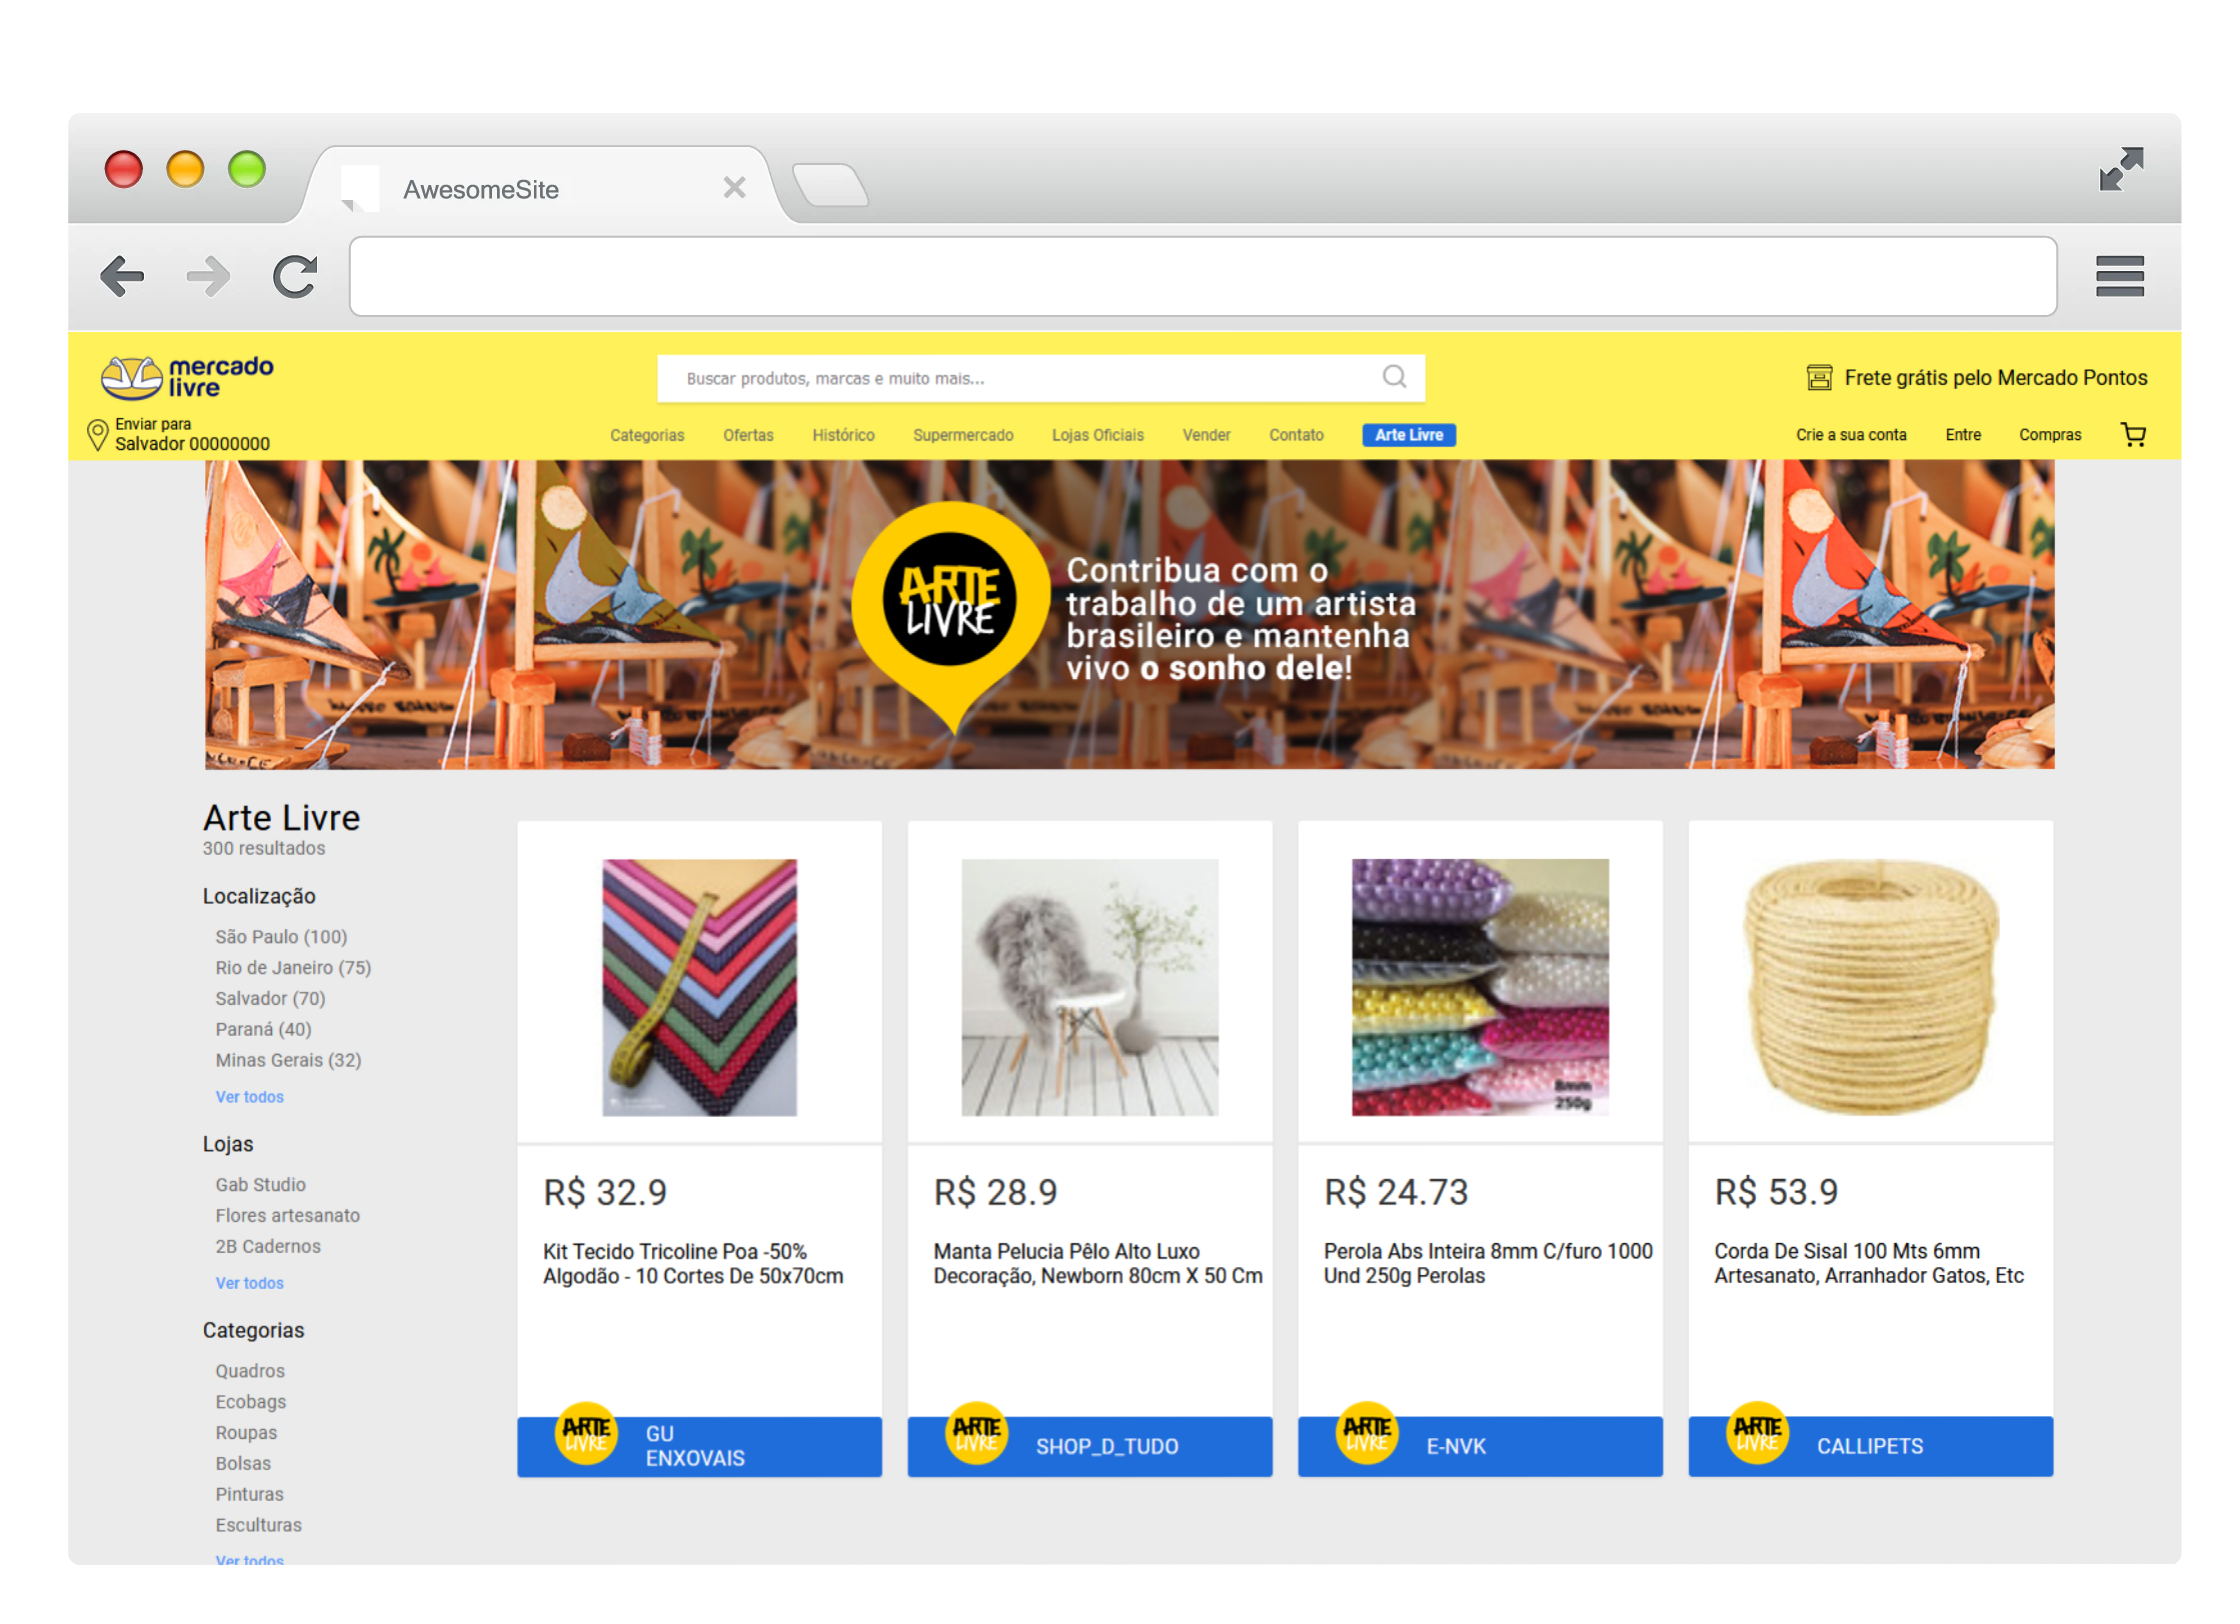 AwesomeSite
mercado
livre
Buscar produtos, marcas e muito mais...
Frete grátis pelo Mercado Pontos
Enviar para
Salvador 00000000
Categorias Ofertas Histórico Supermercado Lojas Oficiais Vender Contato Arte Livre
Crie a sua conta Entre Compras
ARTE
LIVRE
Contribua com o
trabalho de um artista
brasileiro e mantenha
vivo o sonho dele!
Arte Livre
300 resultados
Localização
São Paulo (100)
Rio de Janeiro (75)
Salvador (70)
Paraná (40)
Minas Gerais (32)
Ver todos
Lojas
Gab Studio
Flores artesanato
2B Cadernos
Ver todos
Categorias
Quadros
Ecobags
Roupas
Bolsas
Pinturas
Esculturas
Ver todos
R$ 32.9
Kit Tecido Tricoline Poa -50%
Algodão - 10 Cortes De 50x70cm
ARTE
LIVRE
GU
ENXOVAIS
R$ 28.9
Manta Pelucia Pêlo Alto Luxo
Decoração, Newborn 80cm X 50 Cm
ARTE
LIVRE
SHOP_D_TUDO
8mm
250g
R$ 24.73
Perola Abs Inteira 8mm C/furo 1000
Und 250g Perolas
ARTE
LIVRE
E-NVK
R$ 53.9
Corda De Sisal 100 Mts 6mm
Artesanato, Arranhador Gatos, Etc
ARTE
LIVRE
CALLIPETS